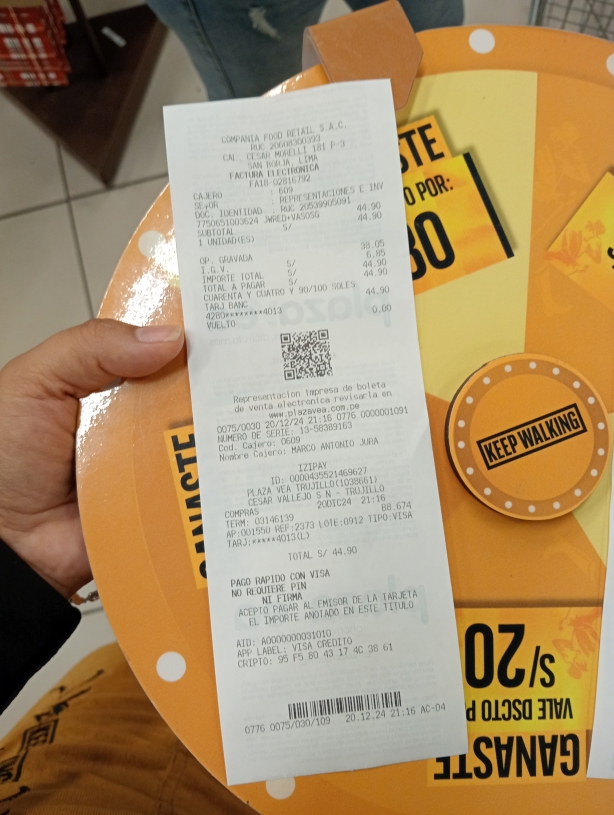 COMPAÑIA FOOD RETAIL S.A.C.
RUC 20608300393
CAL. CESAR MORELLI 181 P-3
SAN BORJA, LIMA
FACTURA ELECTRONICA
FA18-02816792
CAJERO : 609
SEÑOR : REPRESENTACIONES E INV
DOC. IDENTIDAD : RUC 20539905091
7750651003624 JWRED+VASOSG 44.90
SUBTOTAL S/ 44.90
1 UNIDAD(ES)
OP. GRAVADA 38.05
I.G.V. S/ 6.85
IMPORTE TOTAL S/ 44.90
TOTAL A PAGAR S/ 44.90
CUARENTA Y CUATRO Y 90/100 SOLES
TARJ BANC 44.90
4280********4013
VUELTO 0.00
Representacion impresa de boleta
de venta electronica revisarla en
www.plazavea.com.pe
0075/0030 20/12/24 21:16 0776 0000001091
NUMERO DE SERIE: 13-58389163
Cod. Cajero: 0609
Nombre Cajero: MARCO ANTONIO JURA
IZIPAY
ID: 0000435521469627
PLAZA VEA TRUJILLO(1038661)
CESAR VALLEJO S N - TRUJILLO
COMPRAS 20DIC24 21:16
TERM: 03146139 88.674
AP:001550 REF:2373 LOTE:0912 TIPO:VISA
TARJ:*****4013(L)
TOTAL S/ 44.90
PAGO RAPIDO CON VISA
NO REQUIERE PIN
NI FIRMA
ACEPTO PAGAR AL EMISOR DE LA TARJETA
EL IMPORTE ANOTADO EN ESTE TITULO
AID: A0000000031010
APP LABEL: VISA CREDITO
CRIPTO: 95 F5 80 43 17 4C 38 61
0776 0075/030/109 20.12.24 21:16 AC-04
STE
O POR:
30
KEEP WALKING
GANASTE
GANASTE
VALE DSCTO P
S/20